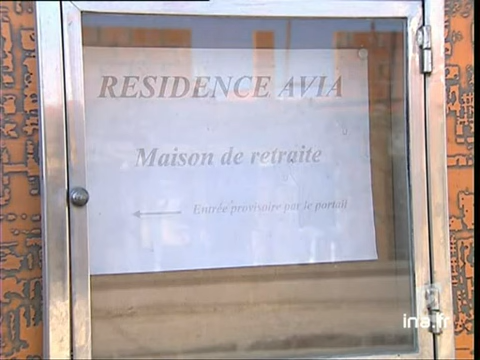 RESIDENCE AVIA
Maison de retraite
Entrée provisoire par le portail
ina.fr